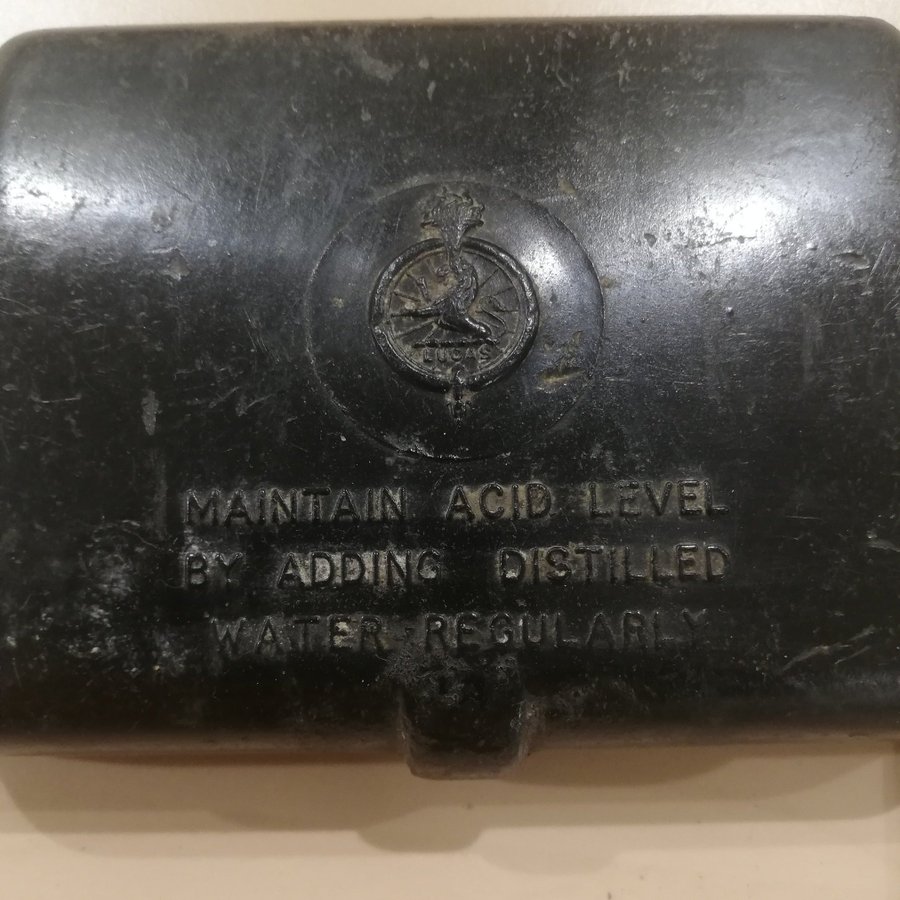 LUCAS
MAINTAIN ACID LEVEL
BY ADDING DISTILLED
WATER REGULARLY